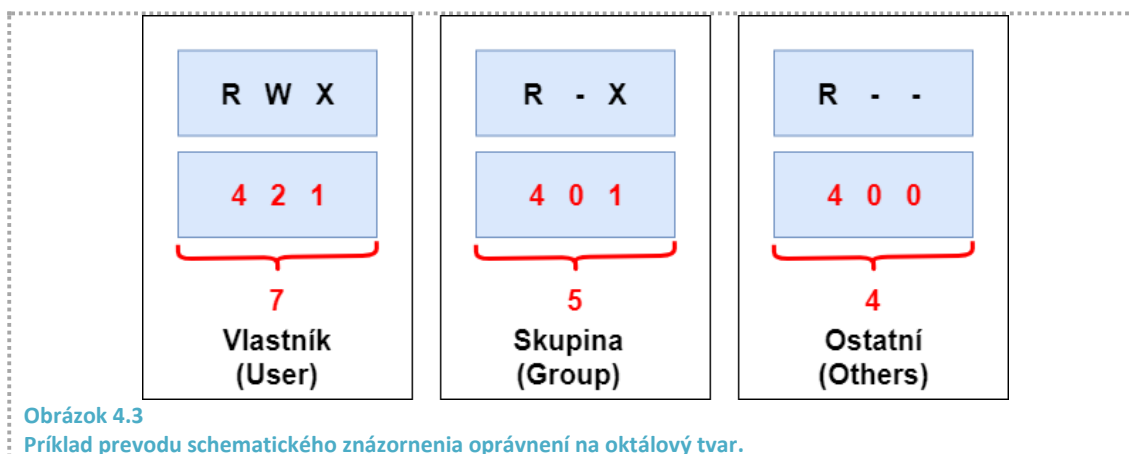 R W X
4 2 1
7
Vlastník
(User)
R - X
4 0 1
5
Skupina
(Group)
R - -
4 0 0
4
Ostatní
(Others)
Obrázok 4.3
Príklad prevodu schematického znázornenia oprávnení na oktálový tvar.